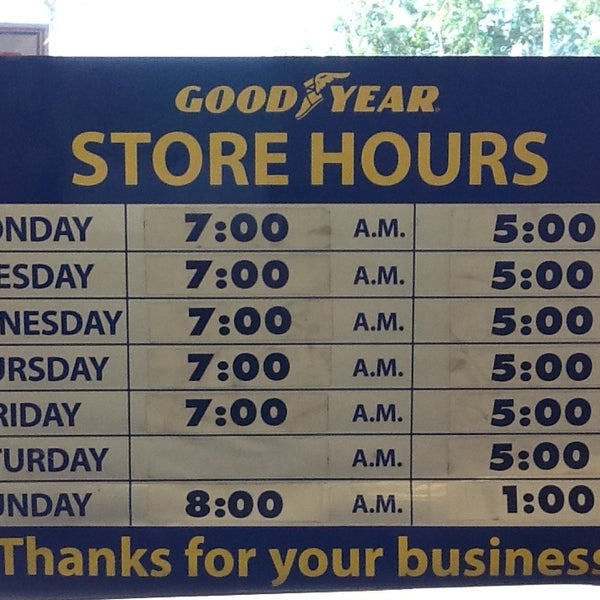 GOODYEAR
STORE HOURS
ONDAY 7:00 A.M. 5:00
ESDAY 7:00 A.M. 5:00
NESDAY 7:00 A.M. 5:00
URSDAY 7:00 A.M. 5:00
RIDAY 7:00 A.M. 5:00
TURDAY A.M. 5:00
UNDAY 8:00 A.M. 1:00
Thanks for your business